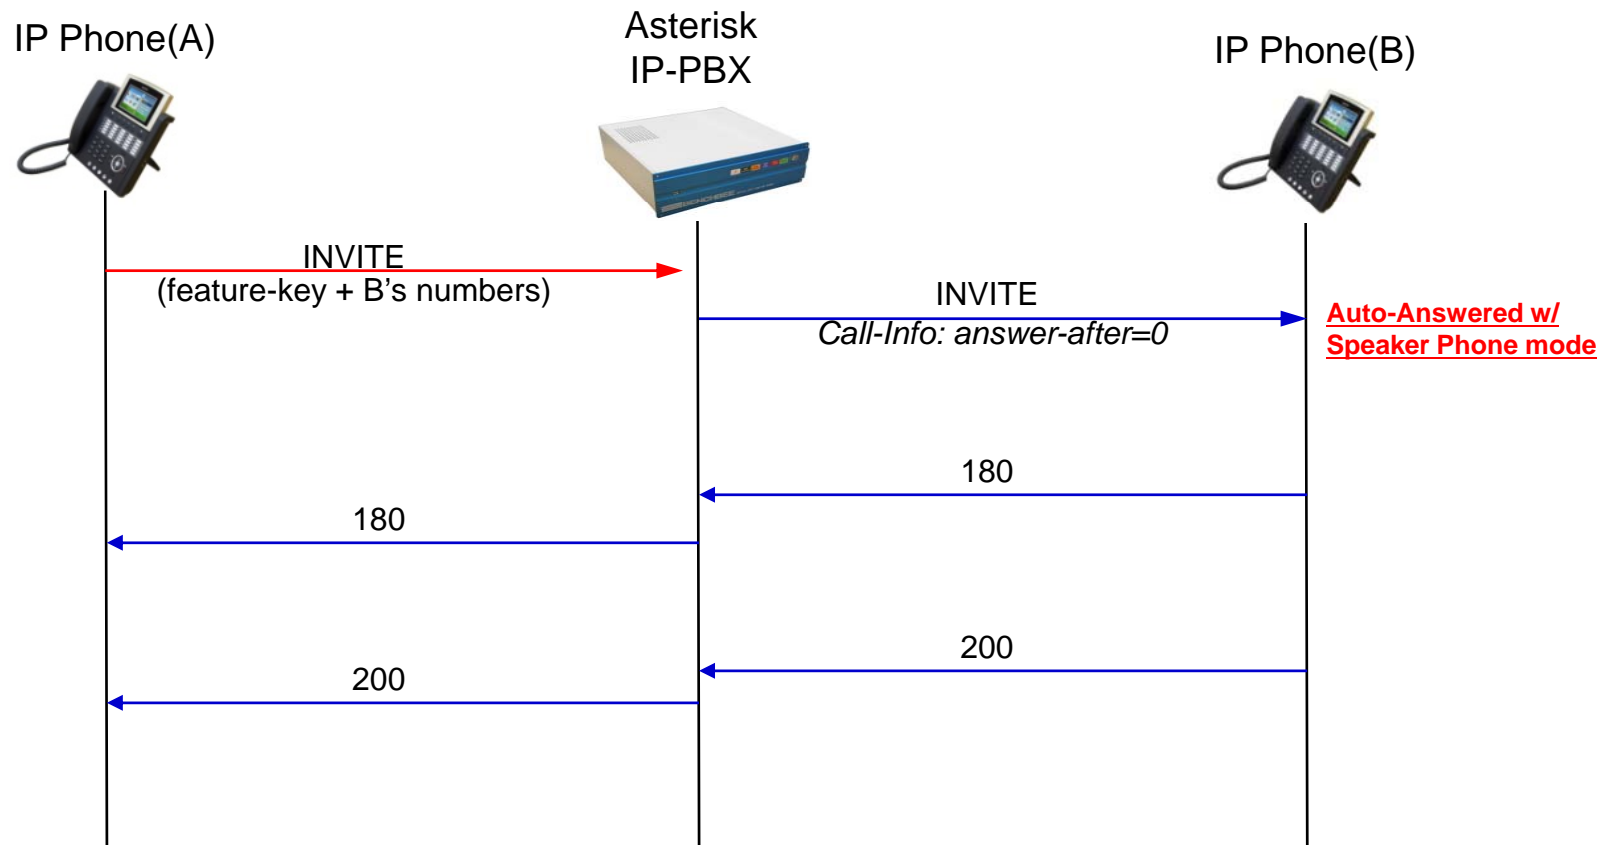 IP Phone(A)
Asterisk
IP-PBX
IP Phone(B)
INVITE
(feature-key + B’s numbers)
INVITE
Call-Info: answer-after=0
Auto-Answered w/
Speaker Phone mode
180
180
200
200